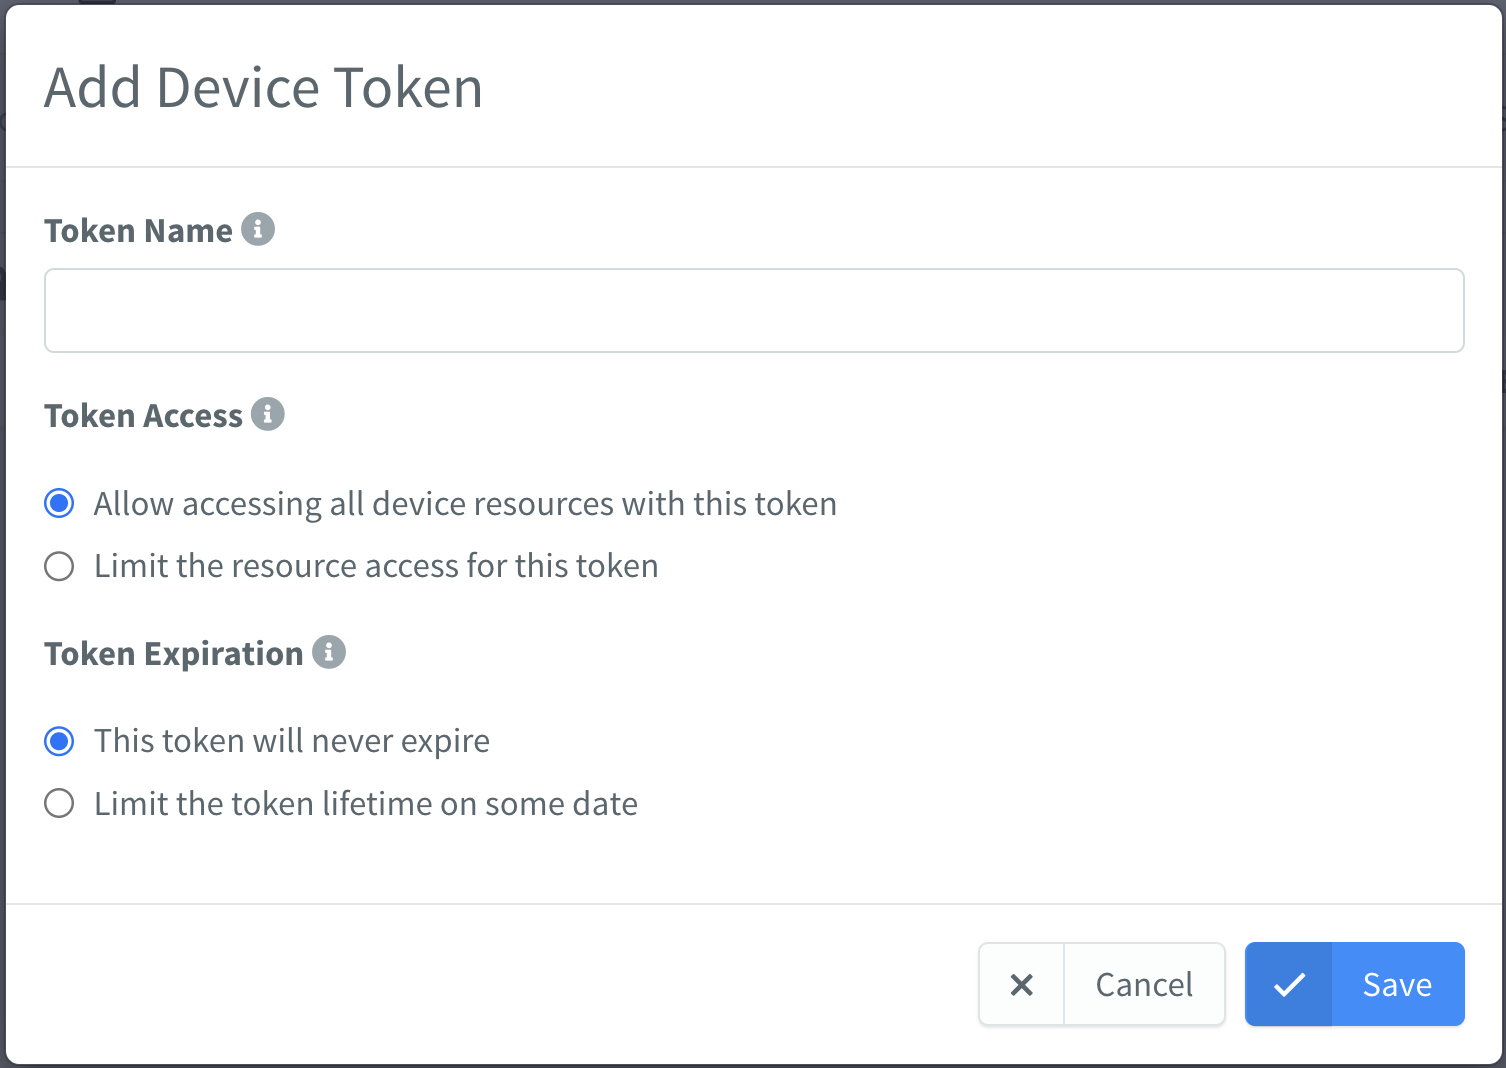 Add Device Token
Token Name
Token Access
Allow accessing all device resources with this token
Limit the resource access for this token
Token Expiration
This token will never expire
Limit the token lifetime on some date
Cancel
Save